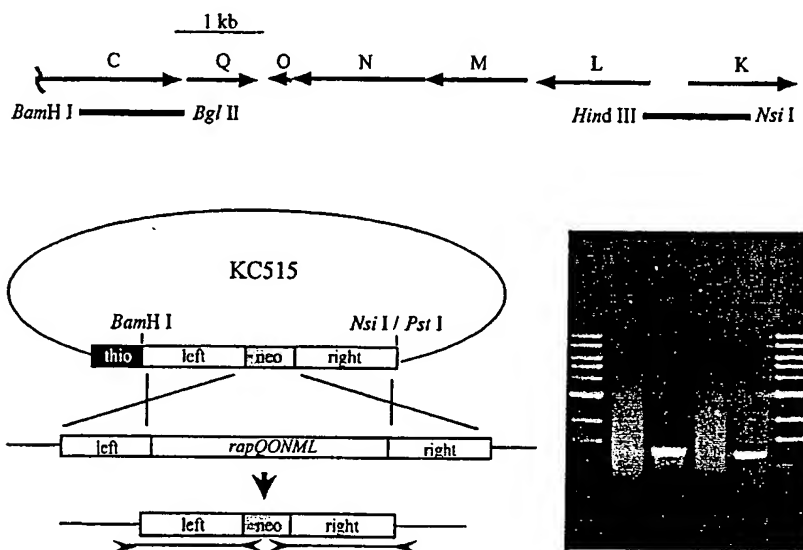 1 kb
C Q O N M L K
BamH I Bgl II Hind III Nsi I
KC515
BamH I Nsi I / Pst I
thio left neo right
left rapQONML right
left neo right